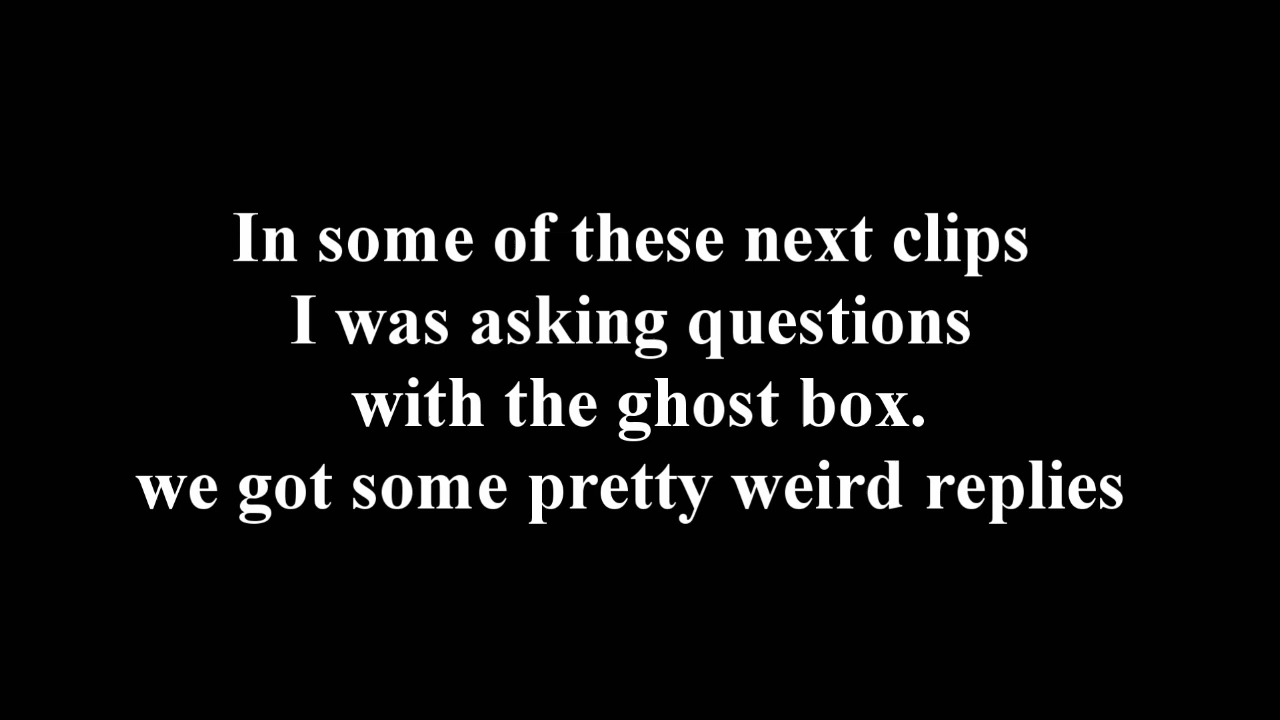 In some of these next clips
I was asking questions
with the ghost box.
we got some pretty weird replies